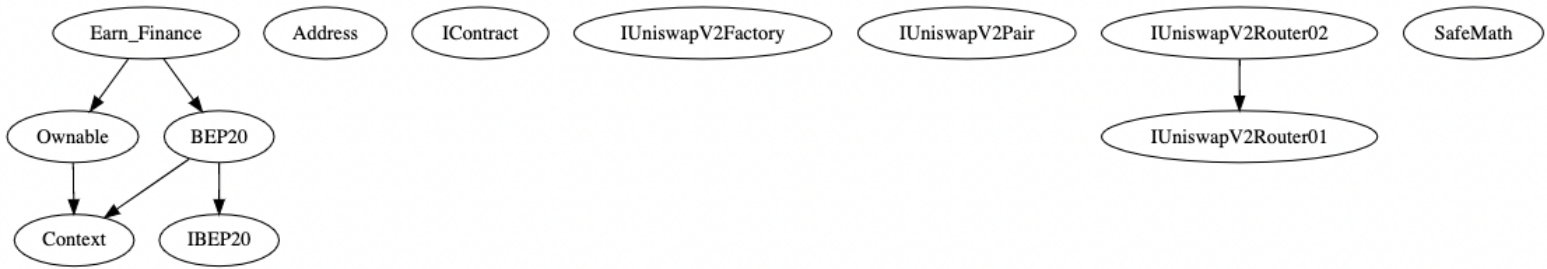 Earn_Finance
Address
IContract
IUniswapV2Factory
IUniswapV2Pair
IUniswapV2Router02
SafeMath
Ownable
BEP20
IUniswapV2Router01
Context
IBEP20